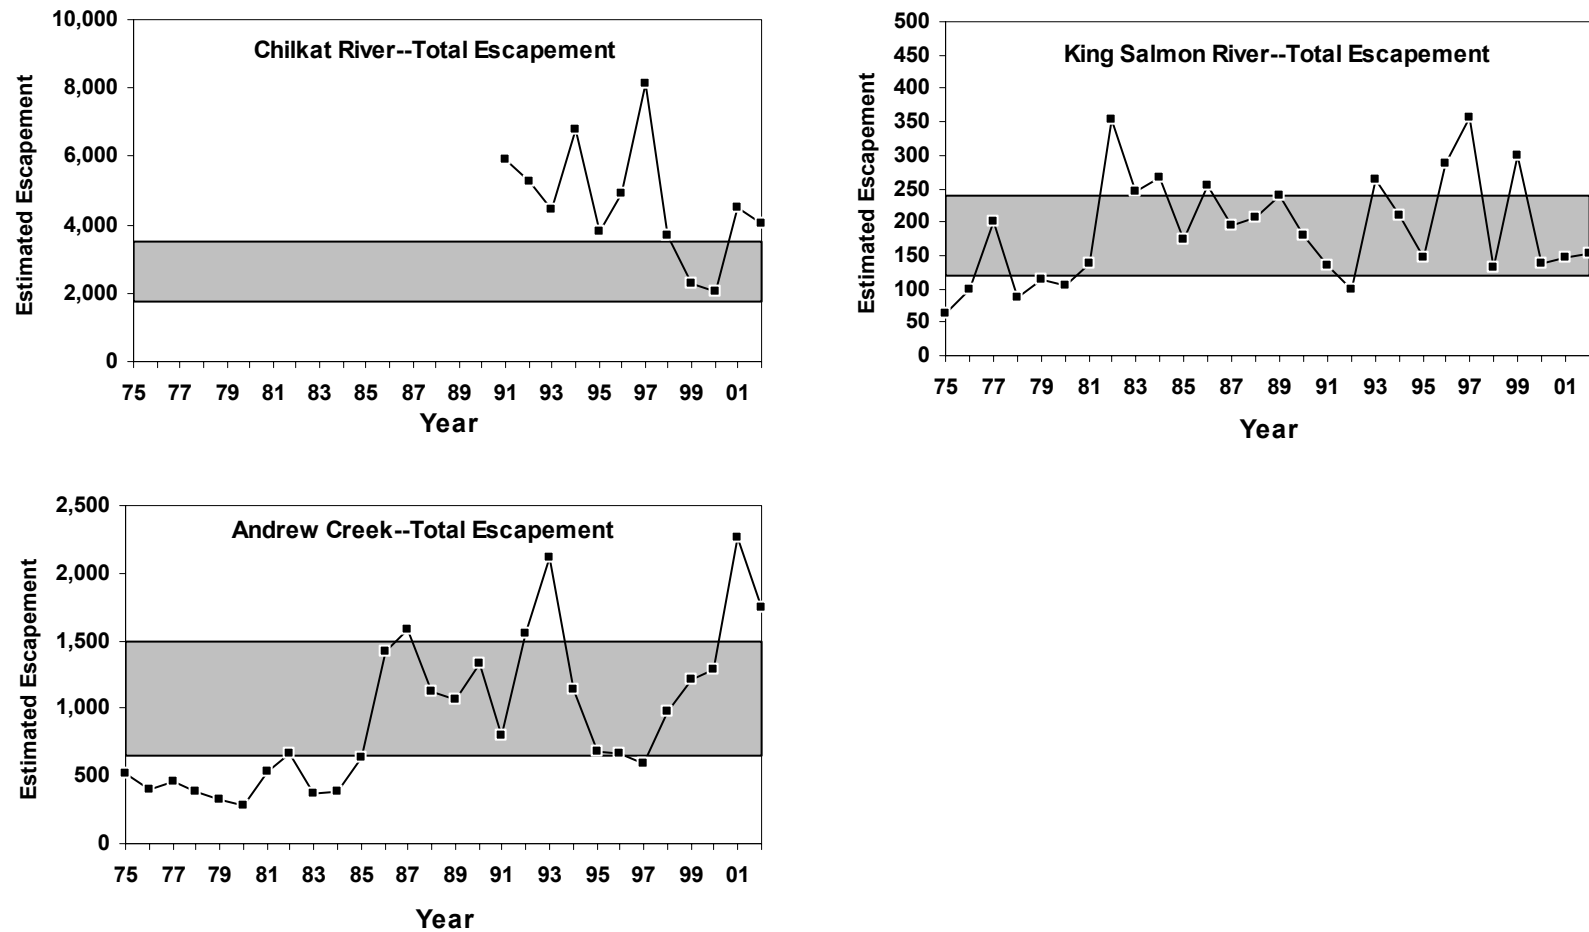 Chilkat River--Total Escapement
Estimated Escapement
10,000
8,000
6,000
4,000
2,000
0
75 77 79 81 83 85 87 89 91 93 95 97 99 01
Year
King Salmon River--Total Escapement
Estimated Escapement
500
450
400
350
300
250
200
150
100
50
0
75 77 79 81 83 85 87 89 91 93 95 97 99 01
Year
Andrew Creek--Total Escapement
Estimated Escapement
2,500
2,000
1,500
1,000
500
0
75 77 79 81 83 85 87 89 91 93 95 97 99 01
Year